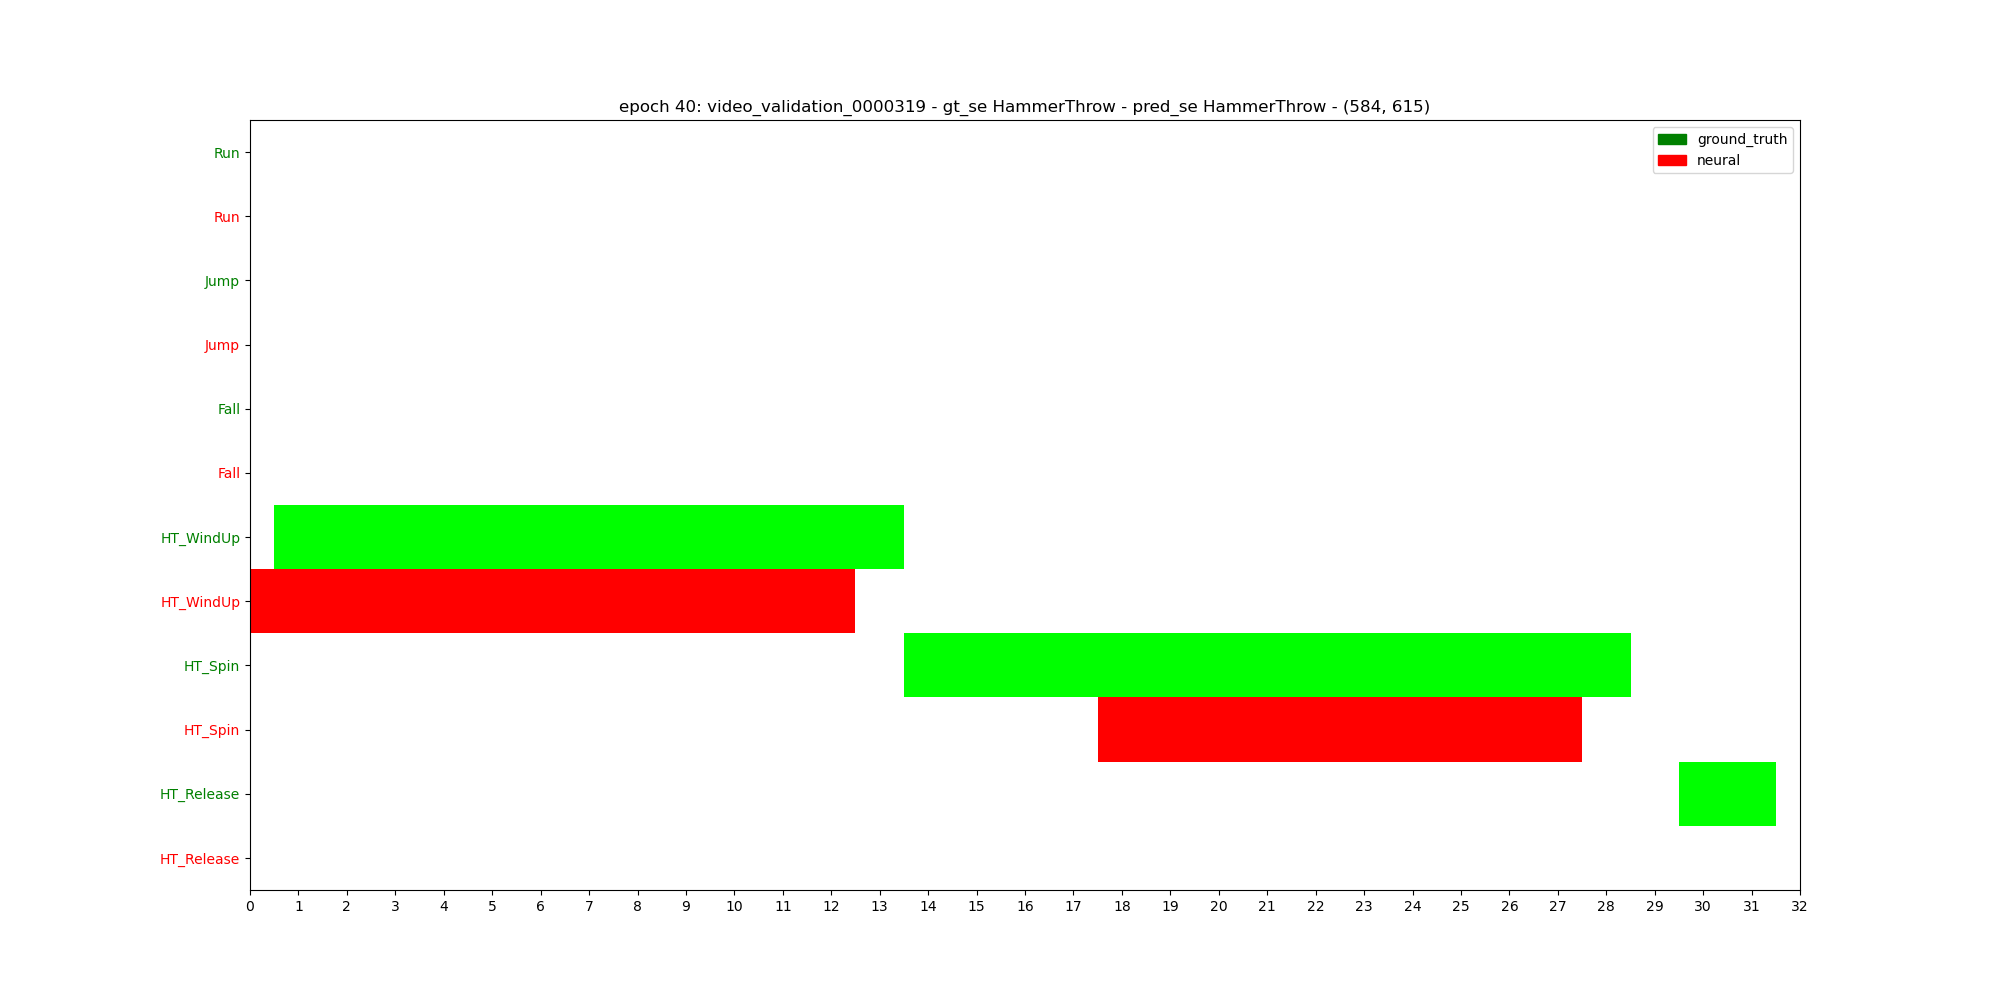 epoch 40: video_validation_0000319 - gt_se HammerThrow - pred_se HammerThrow - (584, 615)
ground_truth
neural
Run
Run
Jump
Jump
Fall
Fall
HT_WindUp
HT_WindUp
HT_Spin
HT_Spin
HT_Release
HT_Release
0 1 2 3 4 5 6 7 8 9 10 11 12 13 14 15 16 17 18 19 20 21 22 23 24 25 26 27 28 29 30 31 32